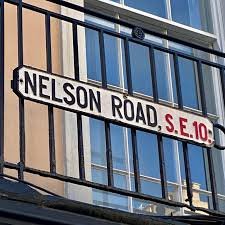 NELSON ROAD, S.E.10.